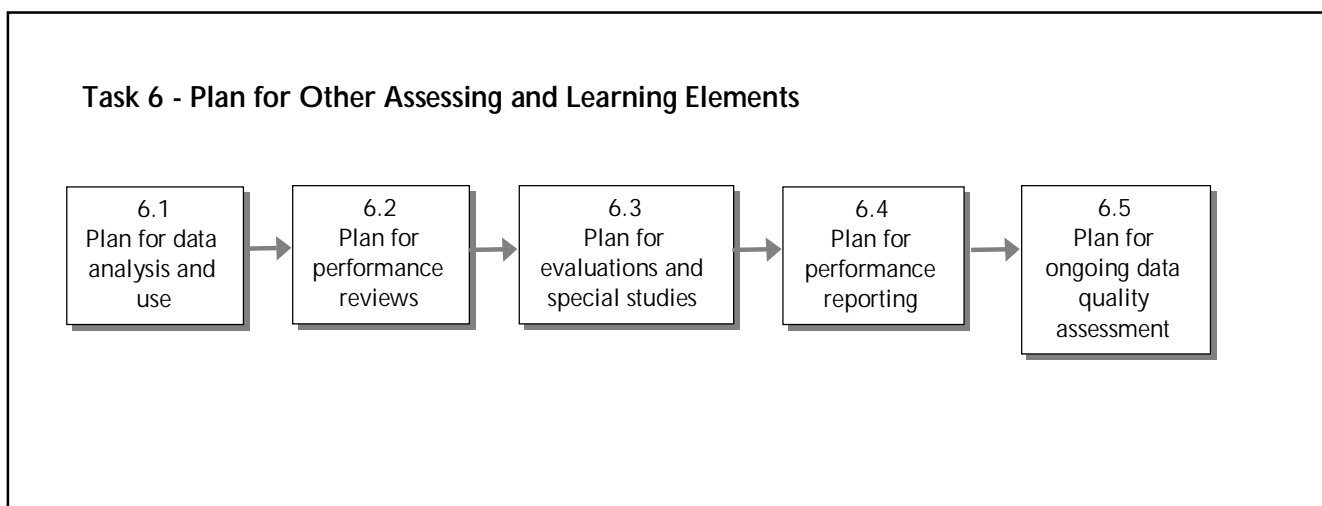 Task 6 - Plan for Other Assessing and Learning Elements
6.1
Plan for data
analysis and
use
6.2
Plan for
performance
reviews
6.3
Plan for
evaluations and
special studies
6.4
Plan for
performance
reporting
6.5
Plan for
ongoing data
quality
assessment